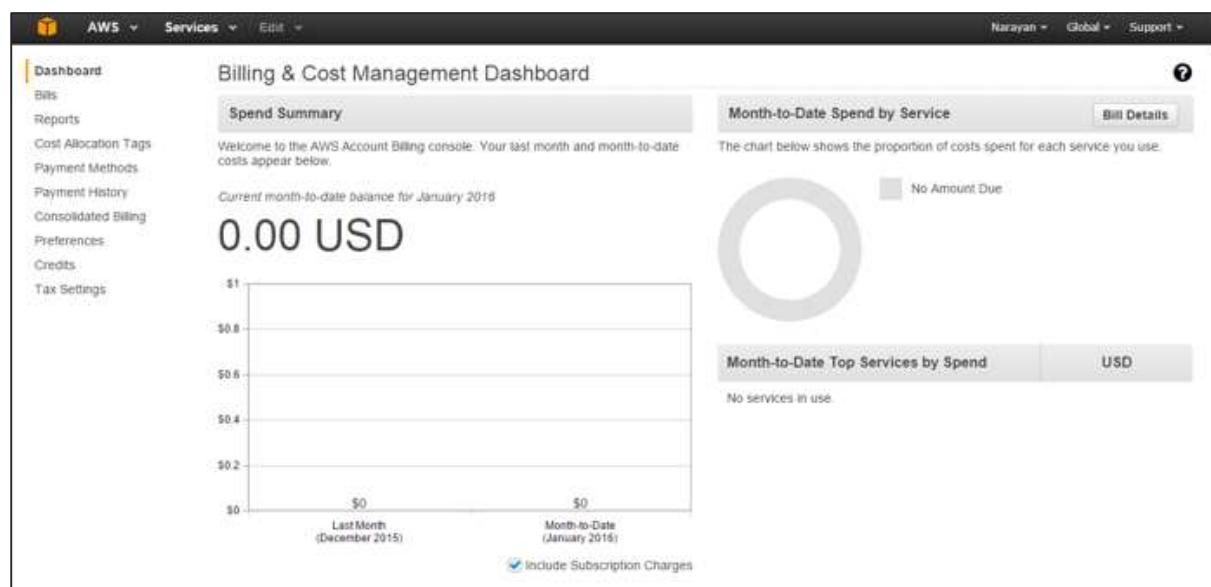 AWS Services Edit Narayan Global Support
Dashboard
Bills
Reports
Cost Allocation Tags
Payment Methods
Payment History
Consolidated Billing
Preferences
Credits
Tax Settings
Billing & Cost Management Dashboard
Spend Summary
Welcome to the AWS Account Billing console. Your last month and month-to-date
costs appear below.
Current month-to-date balance for January 2016
0.00 USD
$1
$0.8
$0.6
$0.4
$0.2
$0
$0 $0
Last Month
(December 2015)
Month-to-Date
(January 2016)
Include Subscription Charges
Month-to-Date Spend by Service Bill Details
The chart below shows the proportion of costs spent for each service you use.
No Amount Due
Month-to-Date Top Services by Spend USD
No services in use.